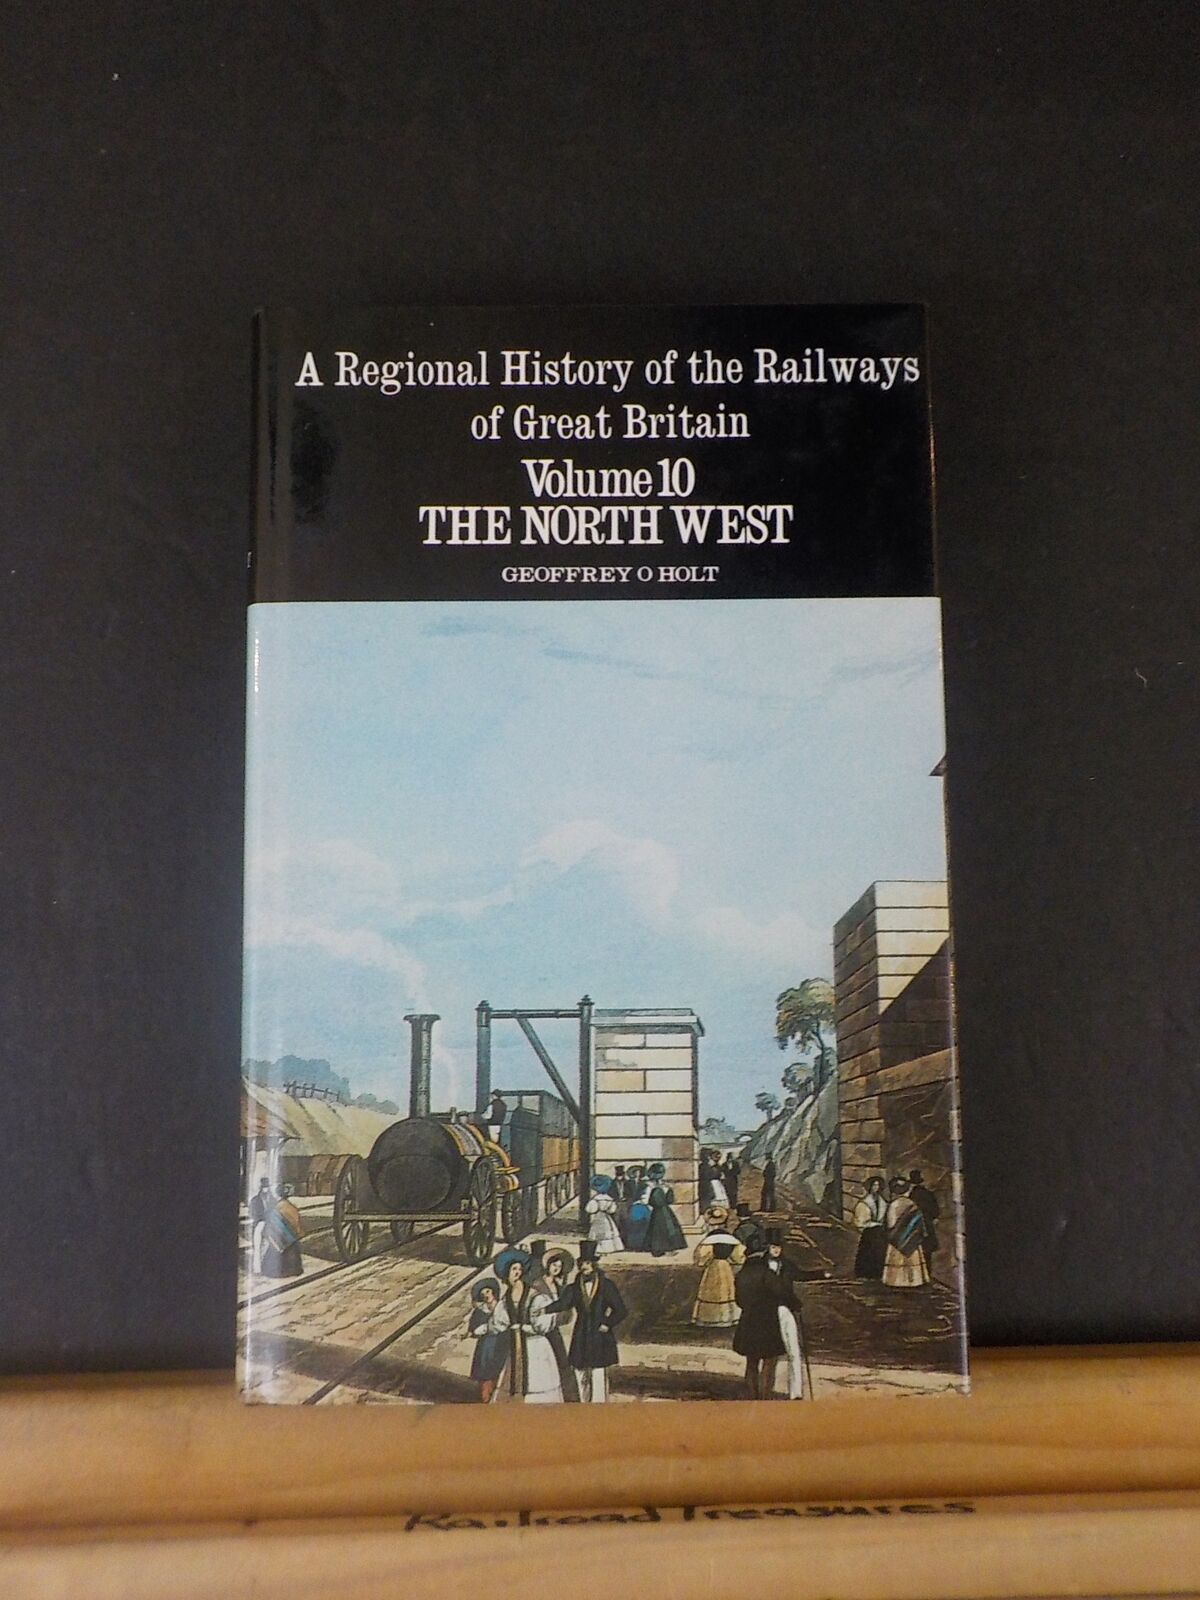 A Regional History of the Railways
of Great Britain
Volume 10
THE NORTH WEST
GEOFFREY O HOLT
Railroad Treasures